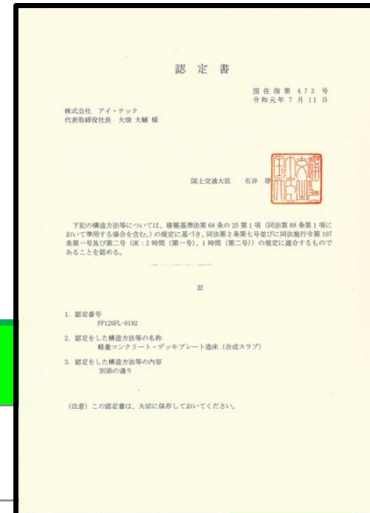 認定書
国住指第473号
令和元年7月11日
株式会社 アイ・テック
代表取締役社長 大畑 大輔 様
国土交通大臣 石井 啓
下記の構造方法等については、建築基準法第68条の25第1項(同法第88条第1項に
おいて準用する場合を含む。)の規定に基づき、同法第2条第七号並びに同法施行令第107
条第一号及び第二号(床:2時間(第一号)、1時間(第二号))の規定に適合するもので
あることを認める。
記
1. 認定番号
FP120FL-0192
2. 認定をした構造方法等の名称
軽量コンクリート・デッキプレート造床(合成スラブ)
3. 認定をした構造方法等の内容
別添の通り
(注意)この認定書は、大切に保存しておいてください。